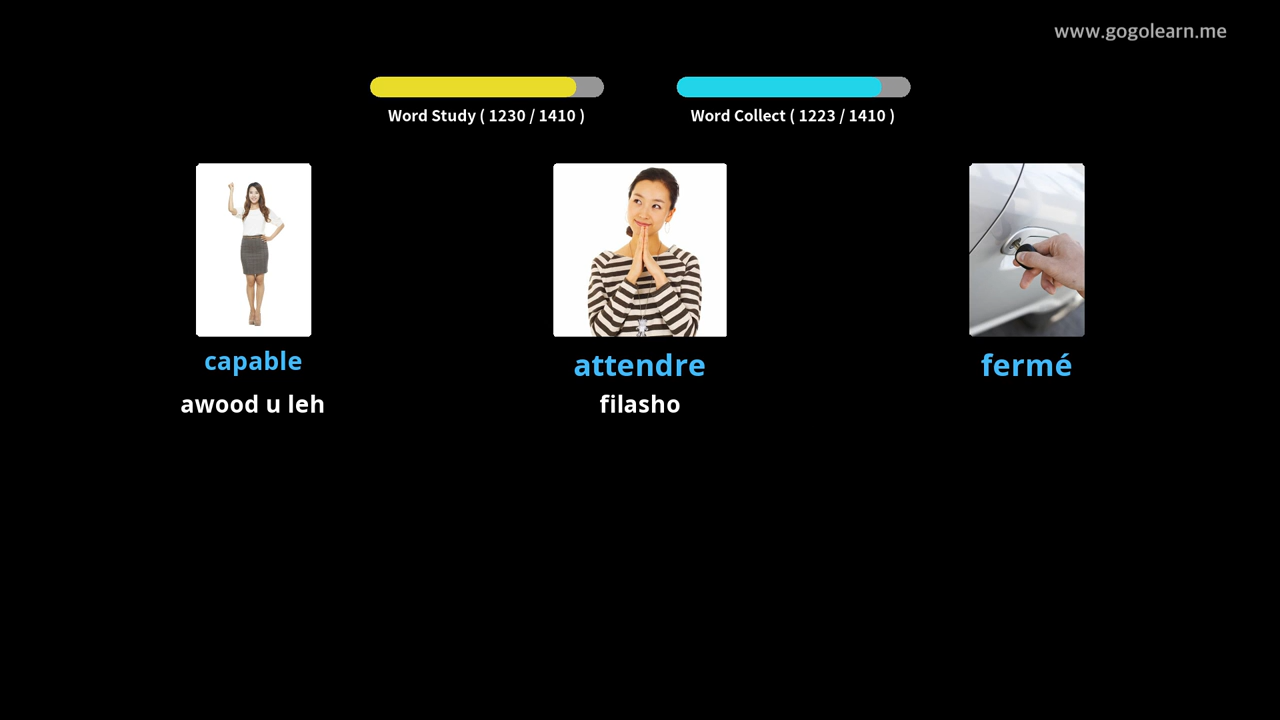 www.gogolearn.me
Word Study ( 1230 / 1410 )
Word Collect ( 1223 / 1410 )
capable
awood u leh
attendre
filasho
fermé